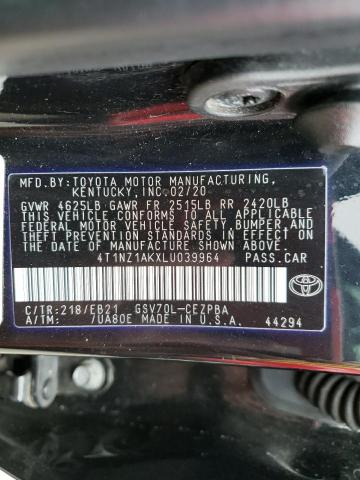 MFD.BY:TOYOTA MOTOR MANUFACTURING,
KENTUCKY,INC.02/20
GVWR 4625LB GAWR FR 2515LB RR 2420LB
THIS VEHICLE CONFORMS TO ALL APPLICABLE
FEDERAL MOTOR VEHICLE SAFETY, BUMPER,AND
THEFT PREVENTION STANDARDS IN EFFECT ON
THE DATE OF MANUFACTURE SHOWN ABOVE.
4T1NZ1AKXLU039964 PASS.CAR
C/TR:218/EB21 GSV70L-CEZPBA
A/TM: /UA80E MADE IN U.S.A. 44294